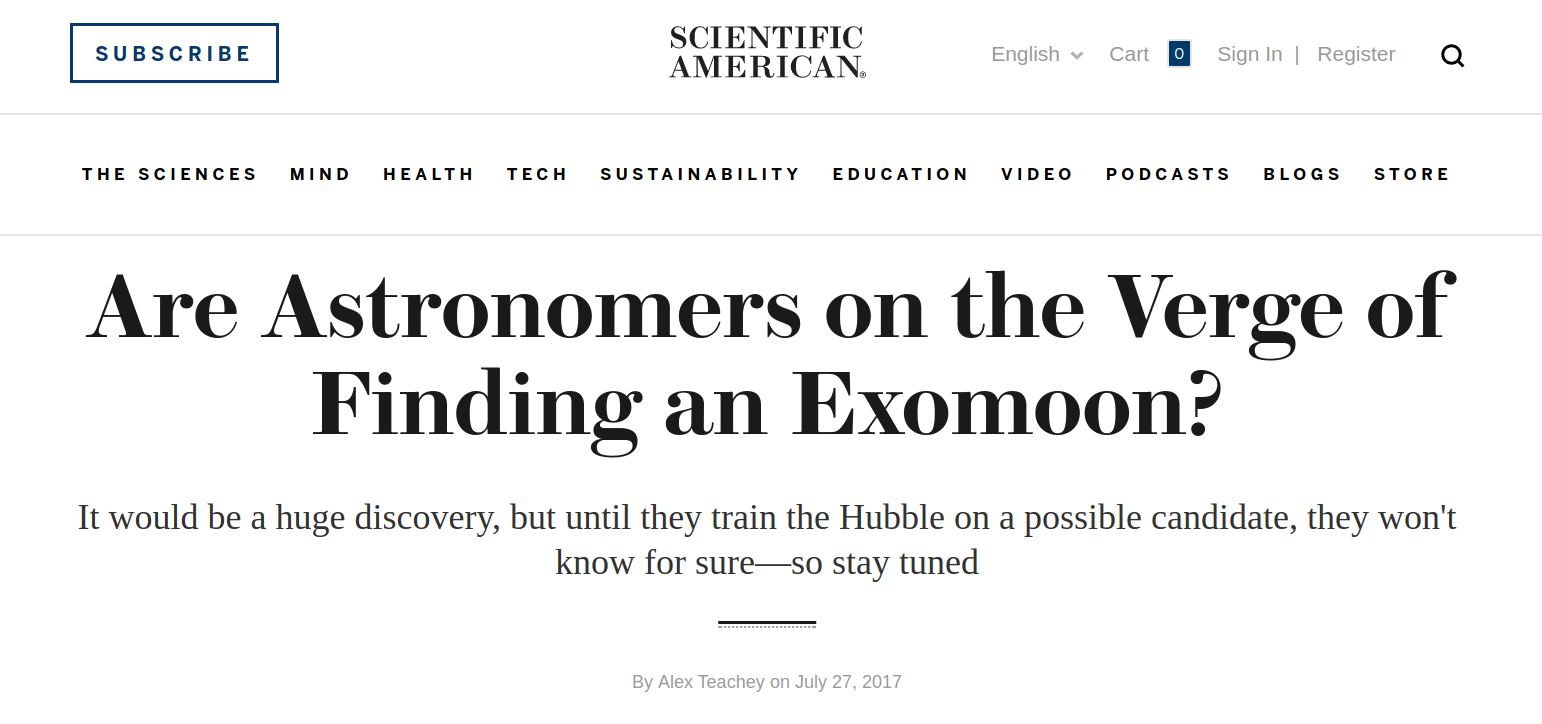 SUBSCRIBE
SCIENTIFIC
AMERICAN®
English
Cart 0
Sign In | Register
THE SCIENCES MIND HEALTH TECH SUSTAINABILITY EDUCATION VIDEO PODCASTS BLOGS STORE
Are Astronomers on the Verge of
Finding an Exomoon?
It would be a huge discovery, but until they train the Hubble on a possible candidate, they won't
know for sure—so stay tuned
By Alex Teachey on July 27, 2017